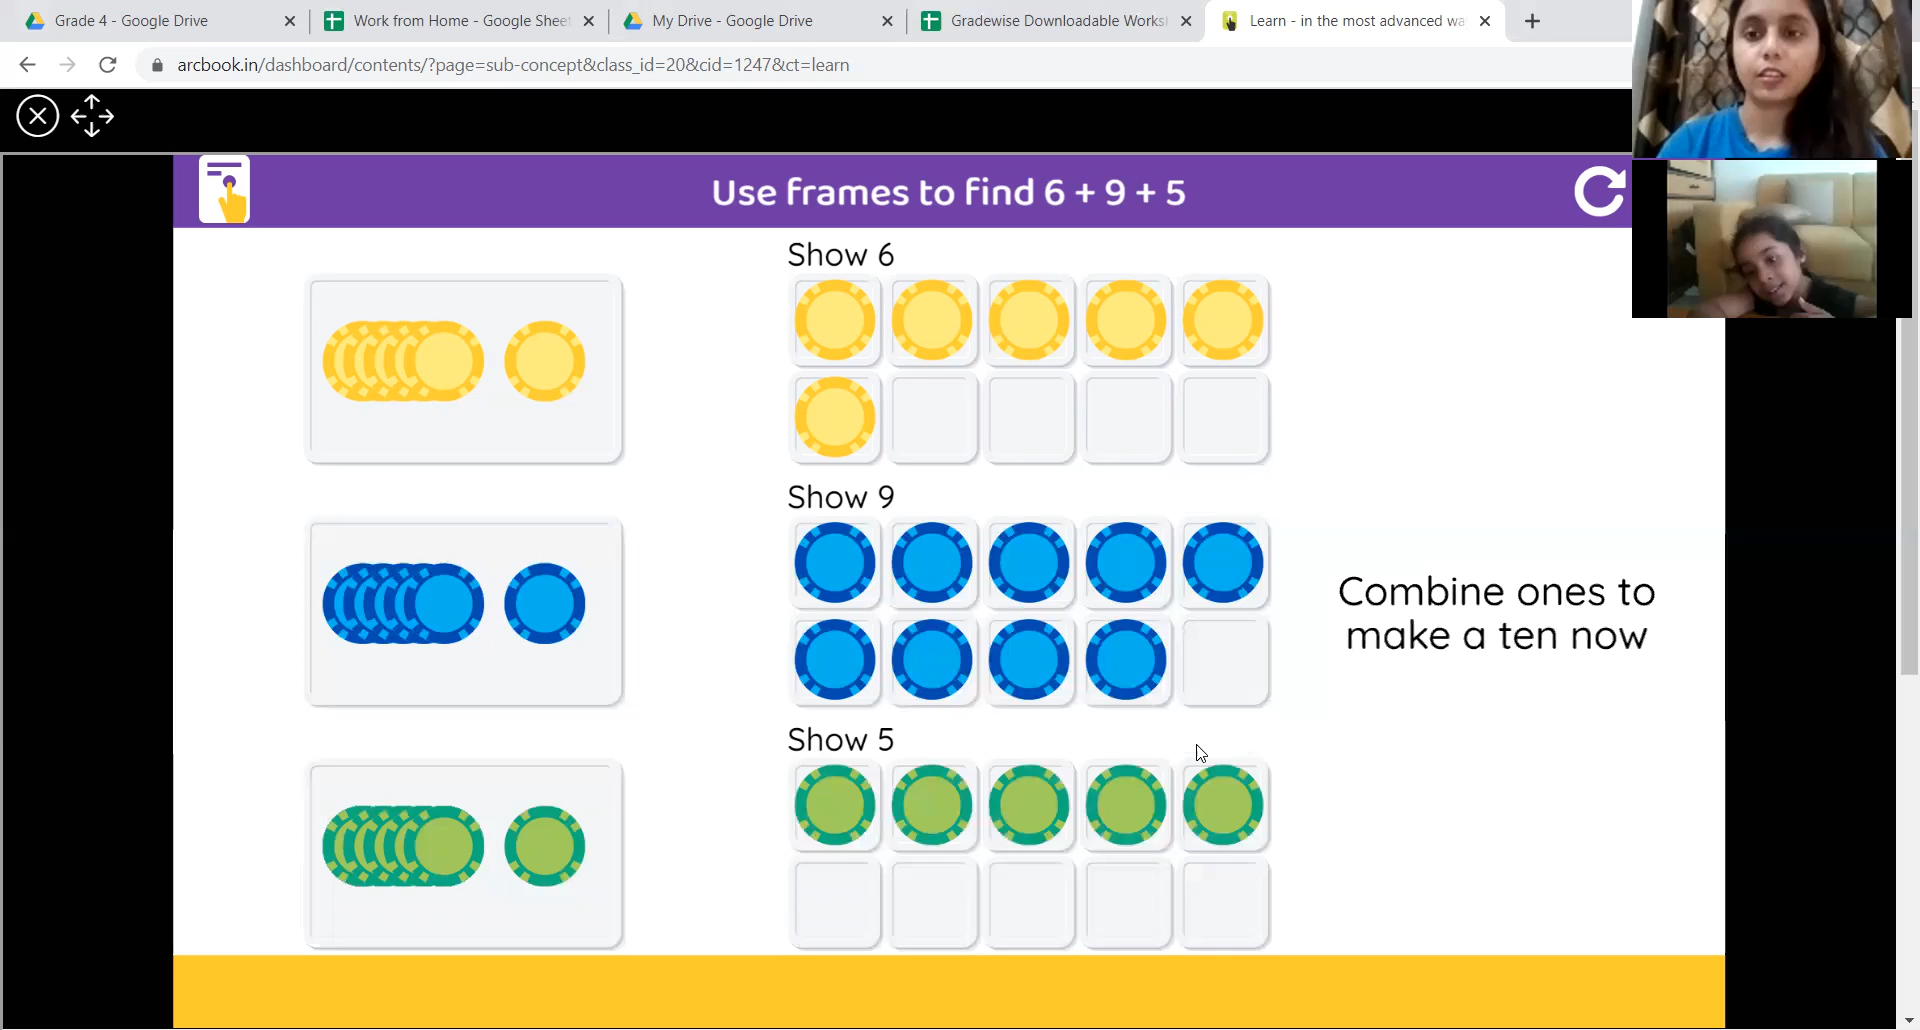 Grade 4 - Google Drive
Work from Home - Google Sheet
My Drive - Google Drive
Gradewise Downloadable Works
Learn - in the most advanced wa
arcbook.in/dashboard/contents/?page=sub-concept&class_id=20&cid=1247&ct=learn
Use frames to find 6 + 9 + 5
Show 6
Show 9
Combine ones to
make a ten now
Show 5